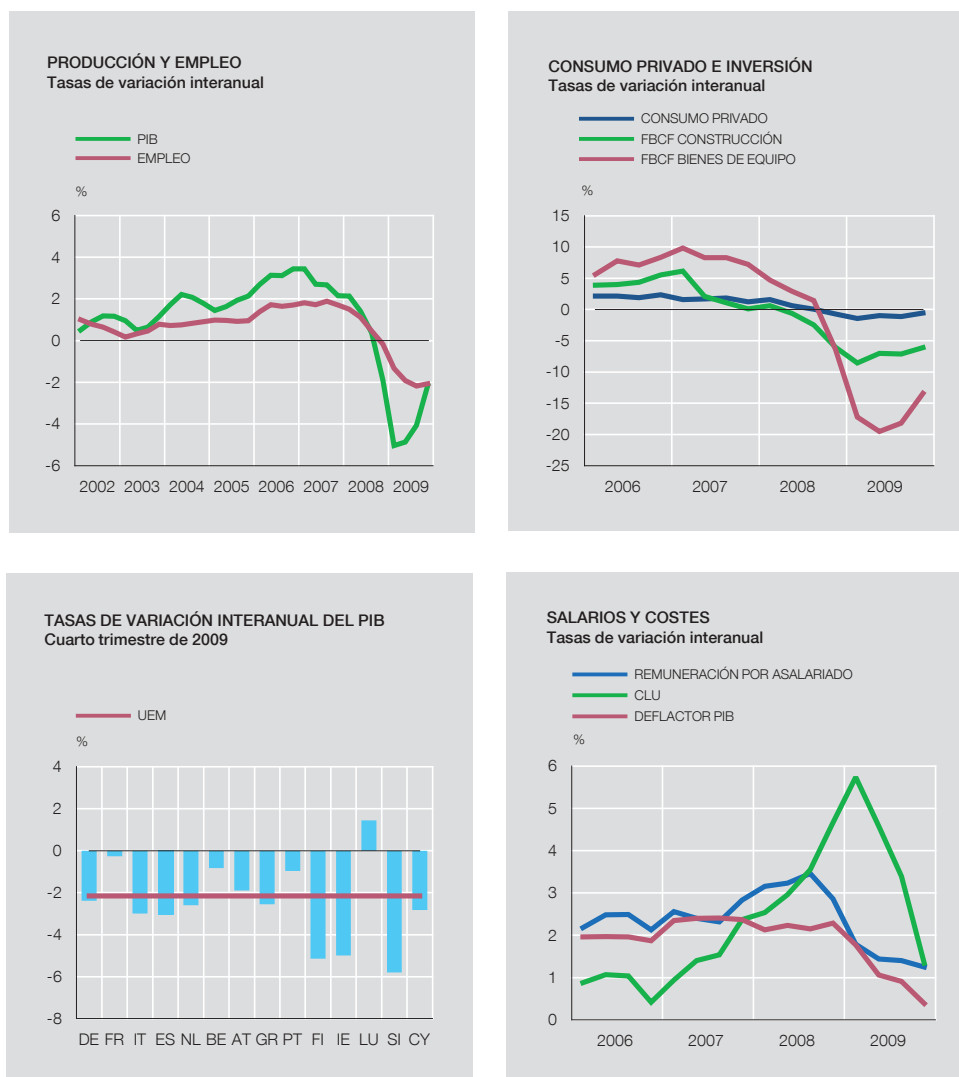 PRODUCCIÓN Y EMPLEO
Tasas de variación interanual
PIB
EMPLEO
%
6
4
2
0
-2
-4
-6
2002 2003 2004 2005 2006 2007 2008 2009
CONSUMO PRIVADO E INVERSIÓN
Tasas de variación interanual
CONSUMO PRIVADO
FBCF CONSTRUCCIÓN
FBCF BIENES DE EQUIPO
%
15
10
5
0
-5
-10
-15
-20
-25
2006 2007 2008 2009
TASAS DE VARIACIÓN INTERANUAL DEL PIB
Cuarto trimestre de 2009
UEM
%
4
2
0
-2
-4
-6
-8
DE FR IT ES NL BE AT GR PT FI IE LU SI CY
SALARIOS Y COSTES
Tasas de variación interanual
REMUNERACIÓN POR ASALARIADO
CLU
DEFLACTOR PIB
%
6
5
4
3
2
1
0
2006 2007 2008 2009